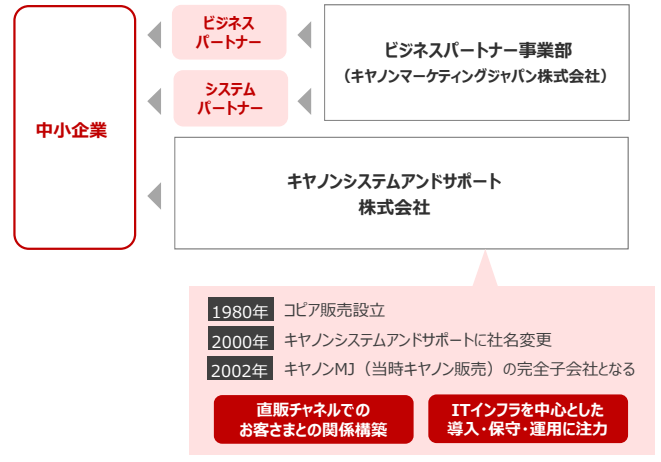 ビジネス
パートナー
システム
パートナー
ビジネスパートナー事業部
（キヤノンマーケティングジャパン株式会社）
中小企業
キヤノンシステムアンドサポート
株式会社
1980年 コピア販売設立
2000年 キヤノンシステムアンドサポートに社名変更
2002年 キヤノンMJ（当時キヤノン販売）の完全子会社となる
直販チャネルでの
お客さまとの関係構築
ITインフラを中心とした
導入・保守・運用に注力